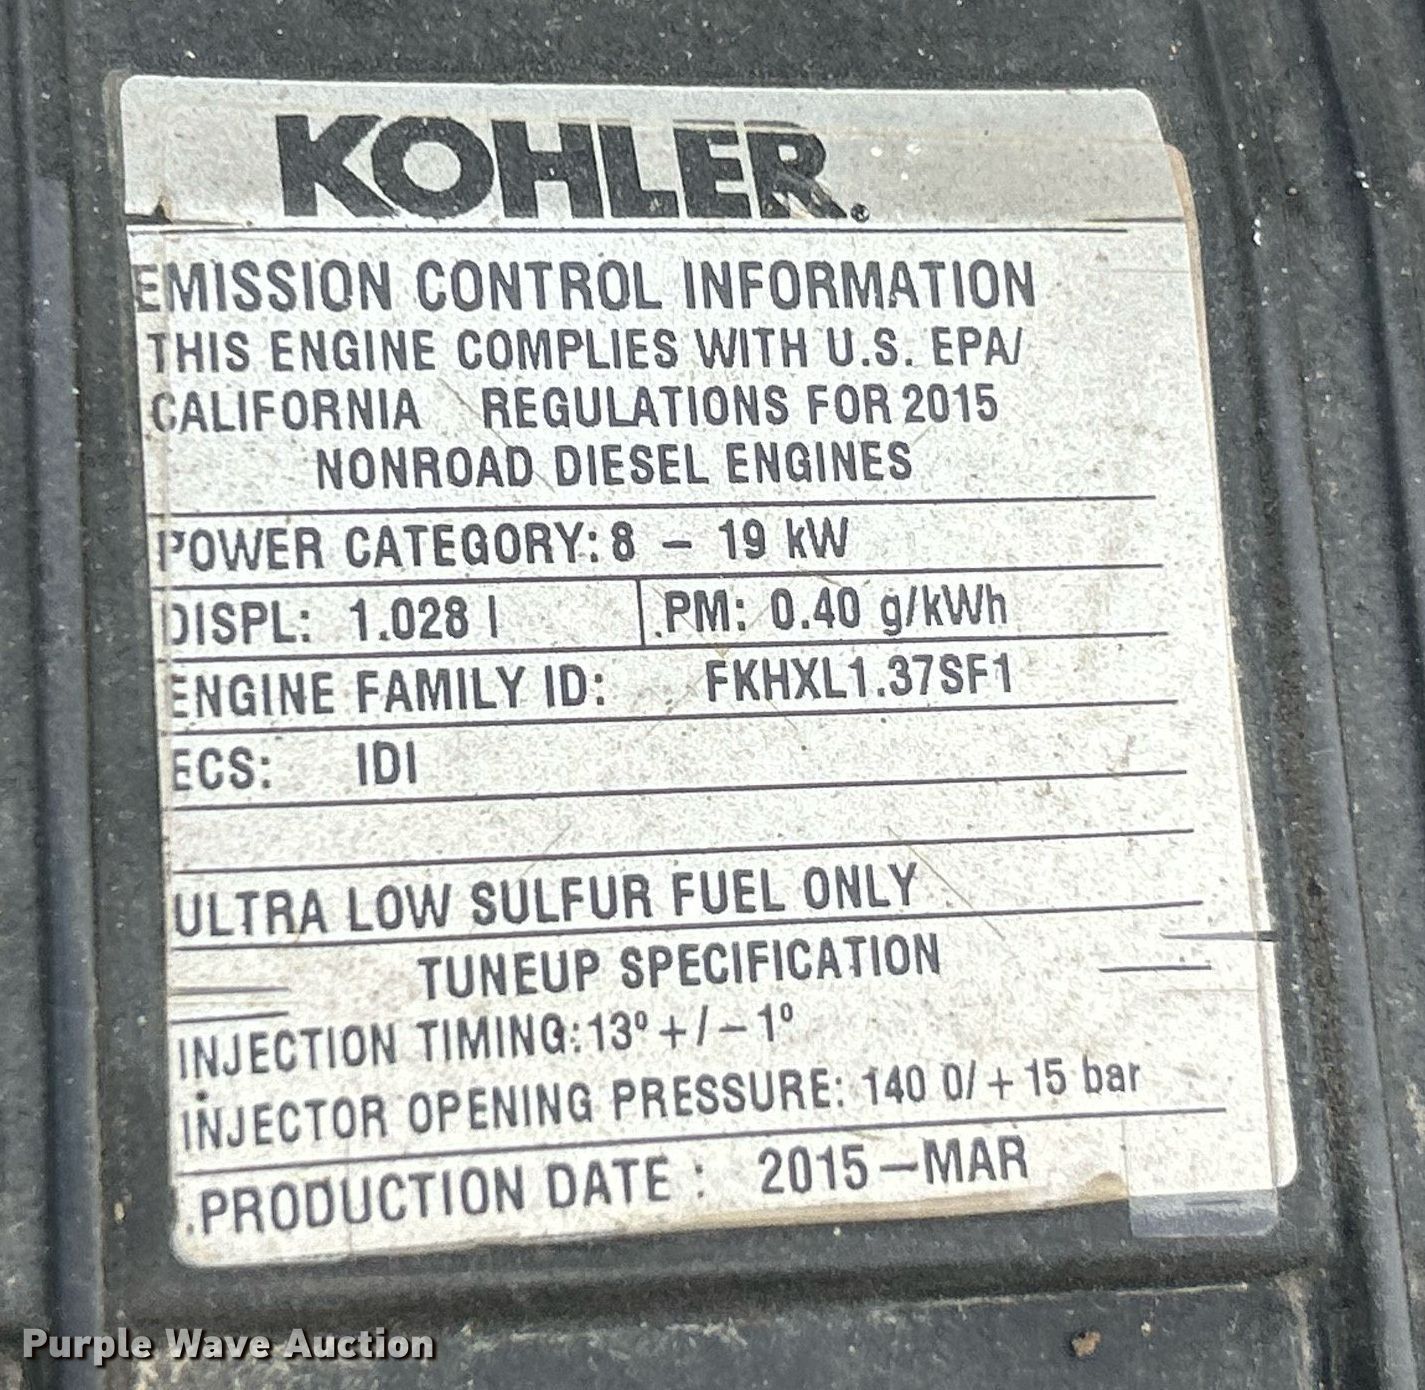 KOHLER®
EMISSION CONTROL INFORMATION
THIS ENGINE COMPLIES WITH U.S. EPA/
CALIFORNIA REGULATIONS FOR 2015
NONROAD DIESEL ENGINES
POWER CATEGORY: 8 – 19 kW
DISPL: 1.028 l PM: 0.40 g/kWh
ENGINE FAMILY ID: FKHXL1.37SF1
ECS: IDI
ULTRA LOW SULFUR FUEL ONLY
TUNEUP SPECIFICATION
INJECTION TIMING: 13º +/– 1º
INJECTOR OPENING PRESSURE: 140 0/ + 15 bar
PRODUCTION DATE : 2015–MAR
Purple Wave Auction